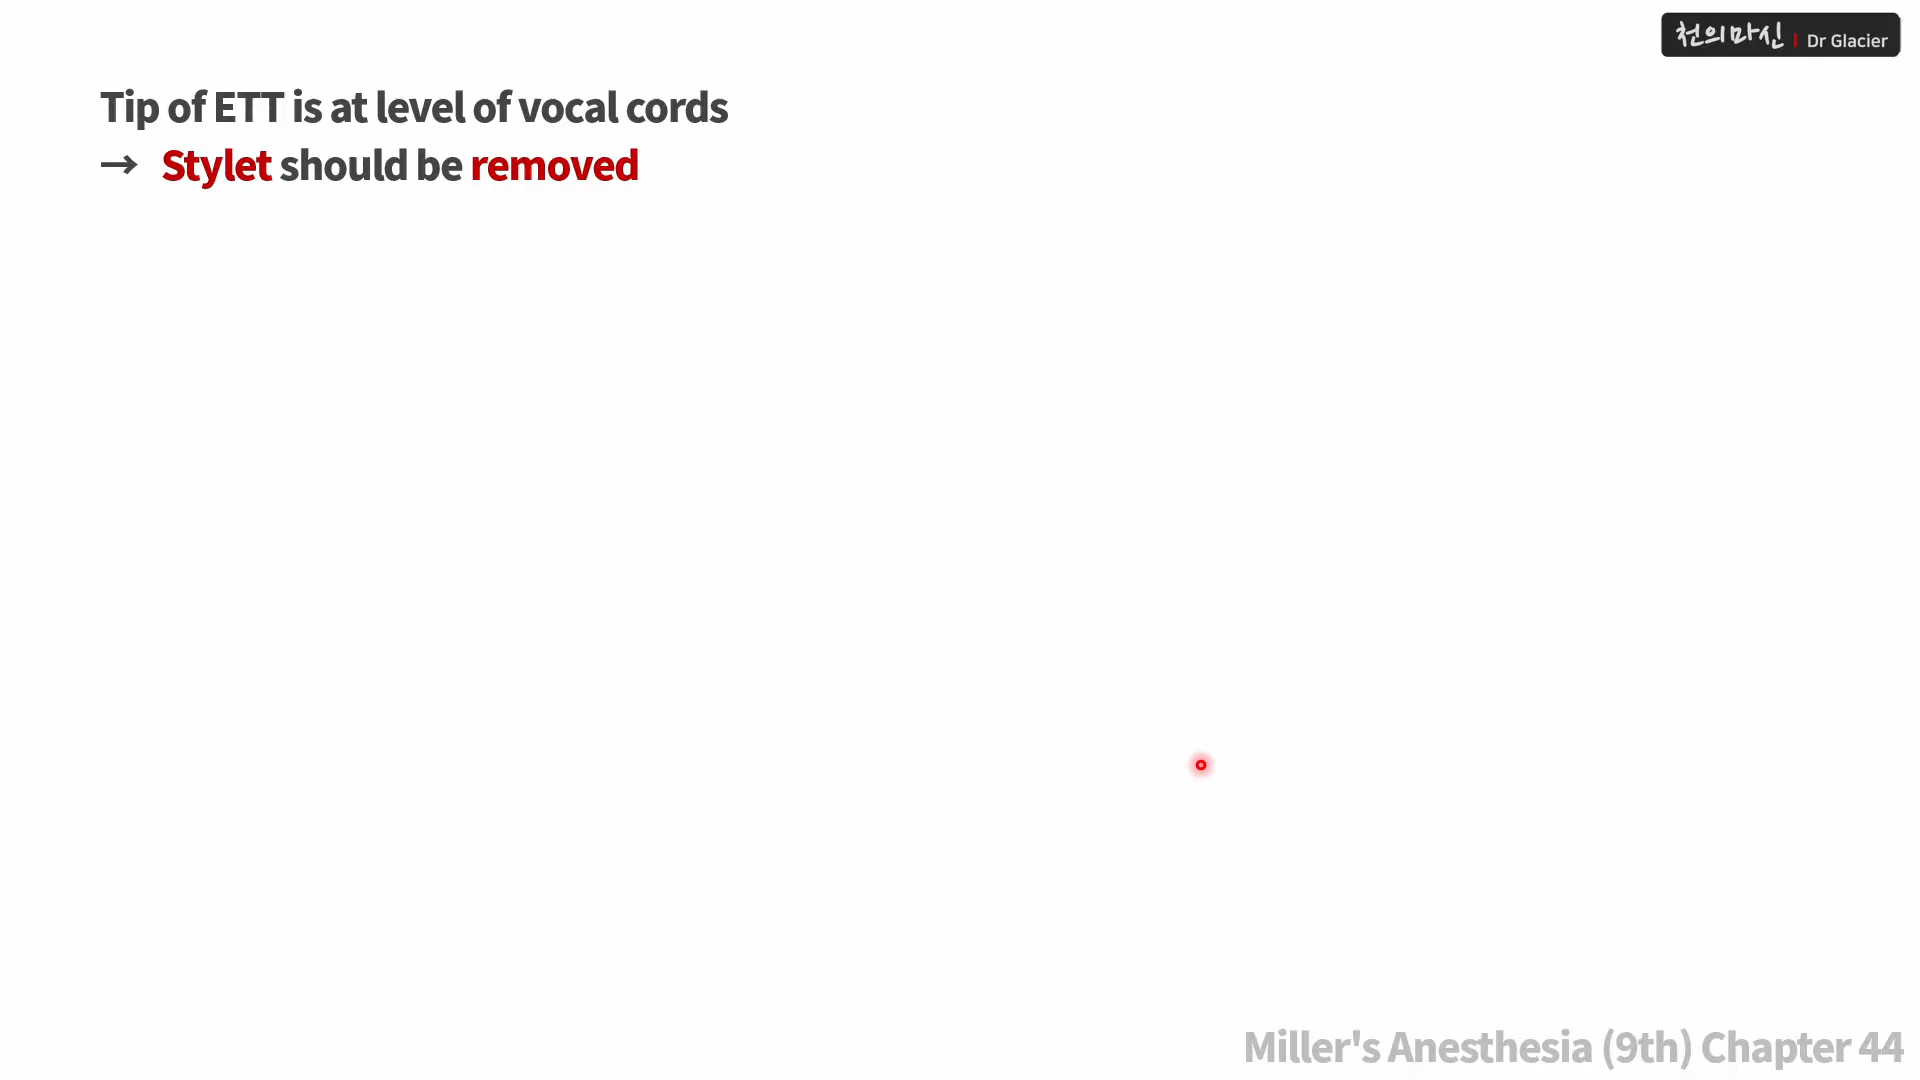 천의마신 | Dr Glacier
Tip of ETT is at level of vocal cords
→ Stylet should be removed
Miller's Anesthesia (9th) Chapter 44